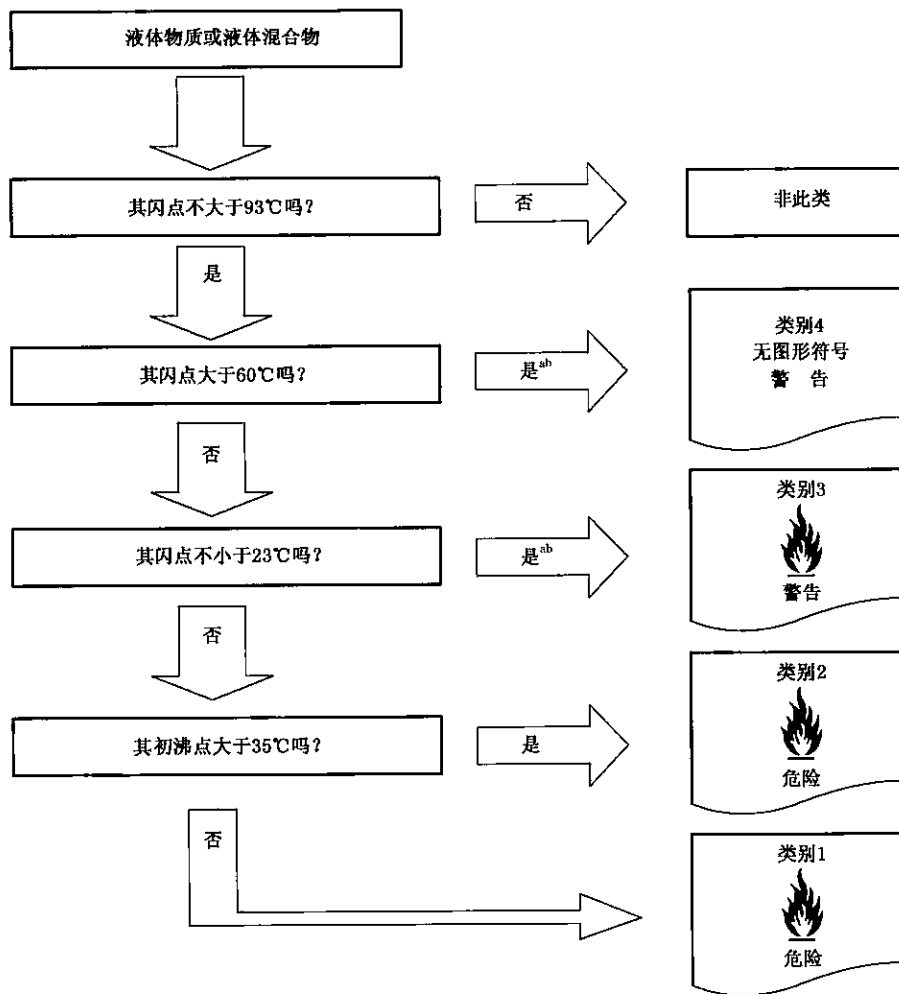 液体物质或液体混合物
其闪点不大于93℃吗?
否
非此类
是
其闪点大于60℃吗?
是ab
类别4
无图形符号
警 告
否
其闪点不小于23℃吗?
是ab
类别3
警告
否
其初沸点大于35℃吗?
是
类别2
危险
否
类别1
危险